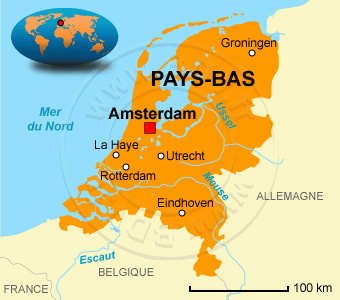 Groningen
PAYS-BAS
Mer
du Nord
Amsterdam
Ussel
La Haye
Utrecht
Rotterdam
Meuse
ALLEMAGNE
Eindhoven
Escaut
BELGIQUE
FRANCE
100 km